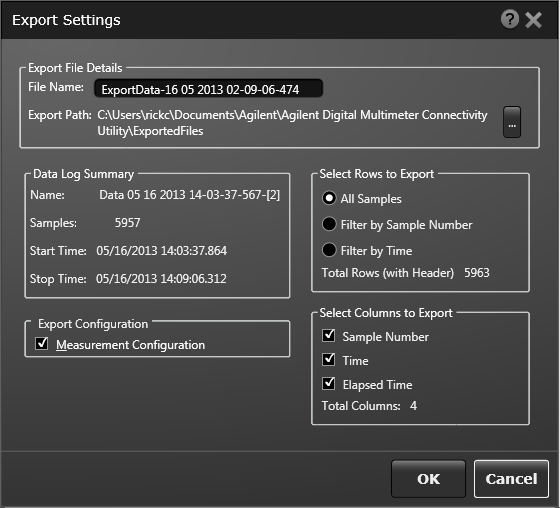 Export Settings
Export File Details
File Name: ExportData-16 05 2013 02-09-06-474
Export Path: C:\Users\rickc\Documents\Agilent\Agilent Digital Multimeter Connectivity
Utility\ExportedFiles
...
Data Log Summary
Name: Data 05 16 2013 14-03-37-567-[2]
Samples: 5957
Start Time: 05/16/2013 14:03:37.864
Stop Time: 05/16/2013 14:09:06.312
Export Configuration
Measurement Configuration
Select Rows to Export
All Samples
Filter by Sample Number
Filter by Time
Total Rows (with Header) 5963
Select Columns to Export
Sample Number
Time
Elapsed Time
Total Columns: 4
OK
Cancel